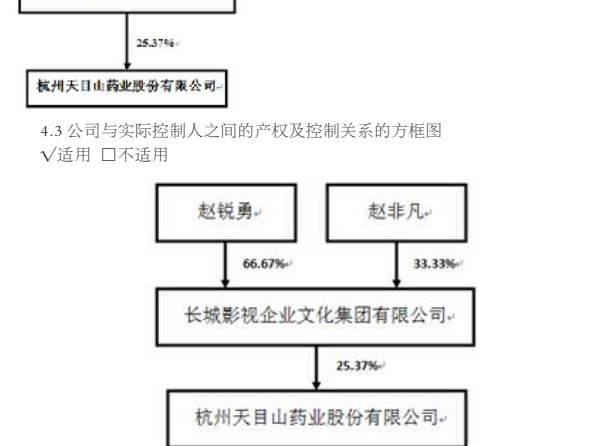 25.37%
杭州天目山药业股份有限公司
4.3 公司与实际控制人之间的产权及控制关系的方框图
√适用 □不适用
赵锐勇 赵非凡
66.67% 33.33%
长城影视企业文化集团有限公司
25.37%
杭州天目山药业股份有限公司